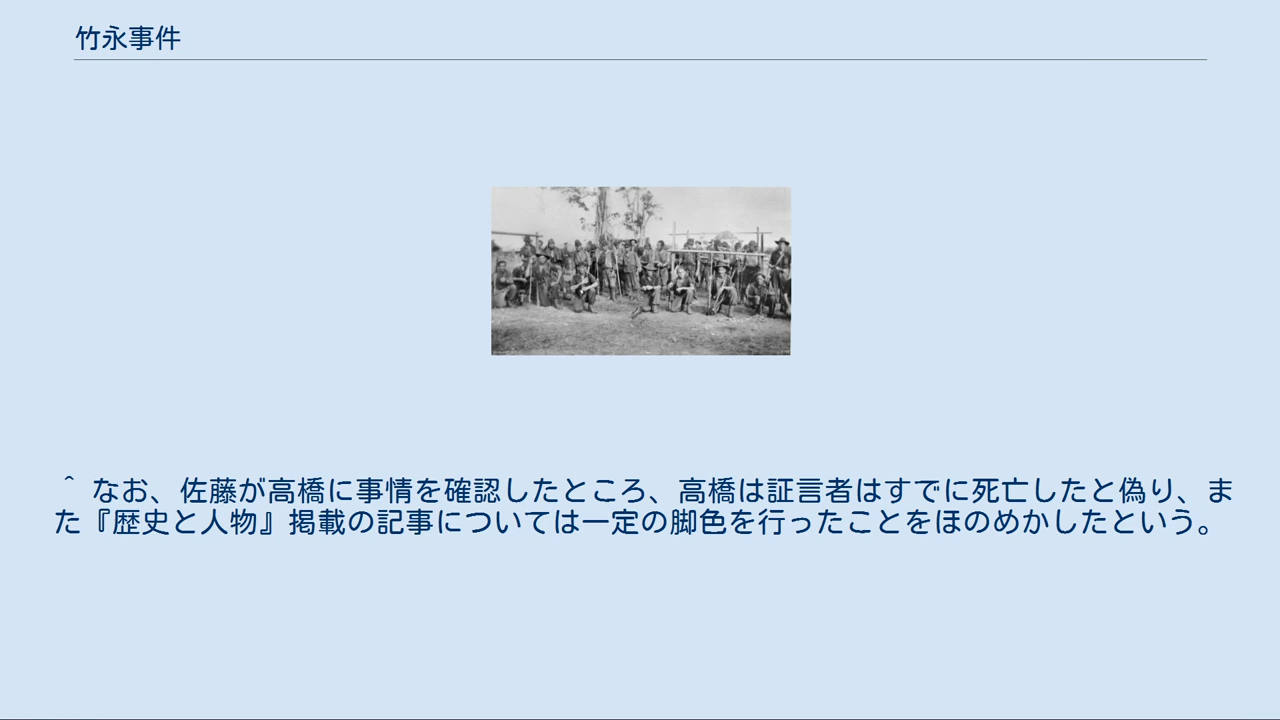 竹永事件
^ なお、佐藤が高橋に事情を確認したところ、高橋は証言者はすでに死亡したと偽り、ま
た『歴史と人物』掲載の記事については一定の脚色を行ったことをほのめかしたという。